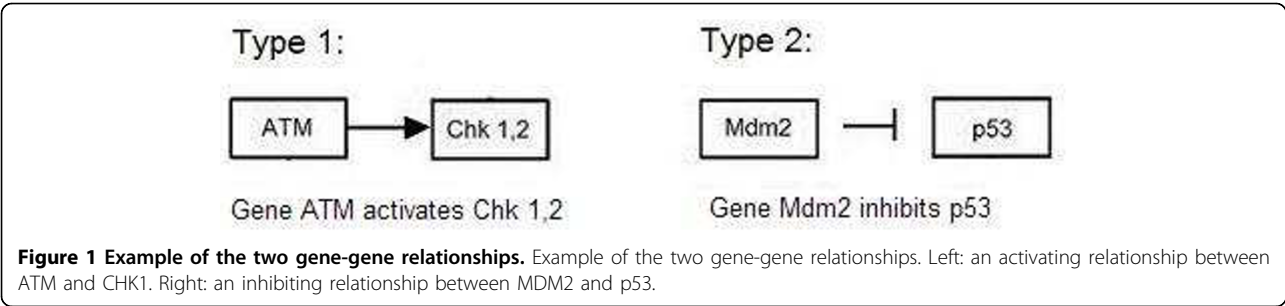 Type 1:
Type 2:
ATM
Chk 1,2
Mdm2
p53
Gene ATM activates Chk 1,2
Gene Mdm2 inhibits p53
Figure 1 Example of the two gene-gene relationships. Example of the two gene-gene relationships. Left: an activating relationship between
ATM and CHK1. Right: an inhibiting relationship between MDM2 and p53.